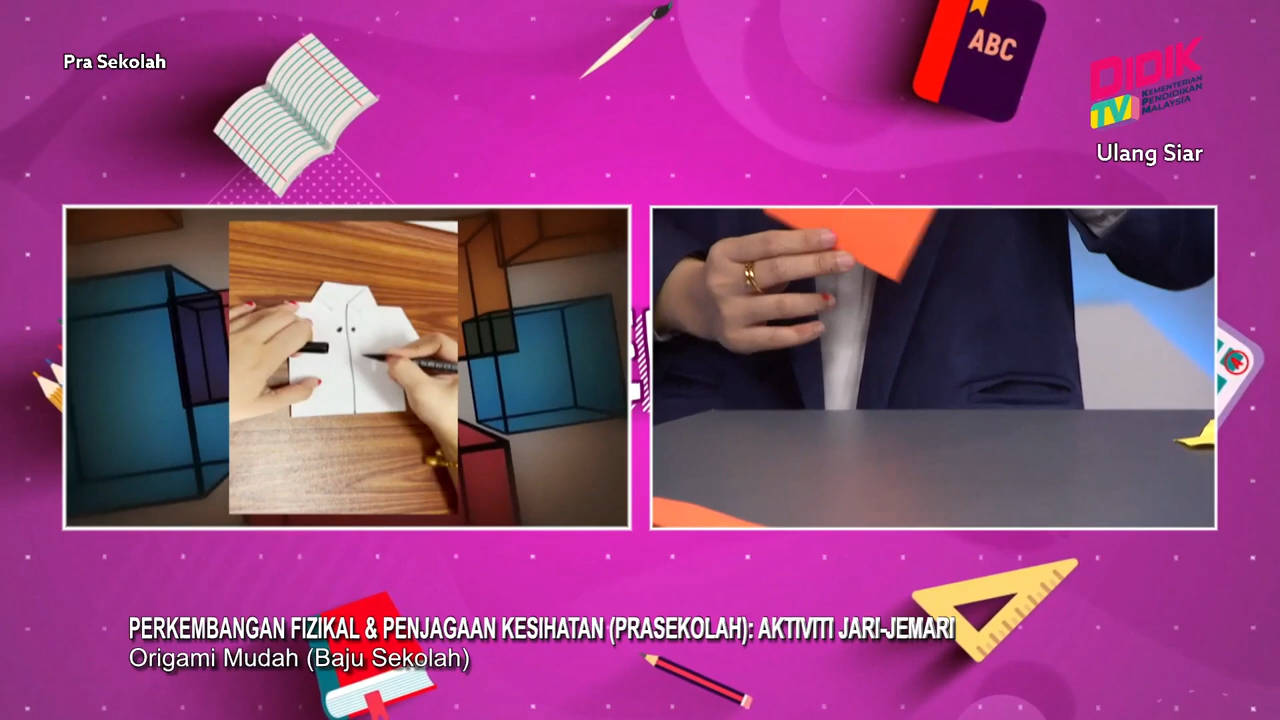 Pra Sekolah
ABC
DIDIK
TV
KEMENTERIAN
PENDIDIKAN
MALAYSIA
Ulang Siar
PERKEMBANGAN FIZIKAL & PENJAGAAN KESIHATAN (PRASEKOLAH): AKTIVITI JARI-JEMARI
Origami Mudah (Baju Sekolah)